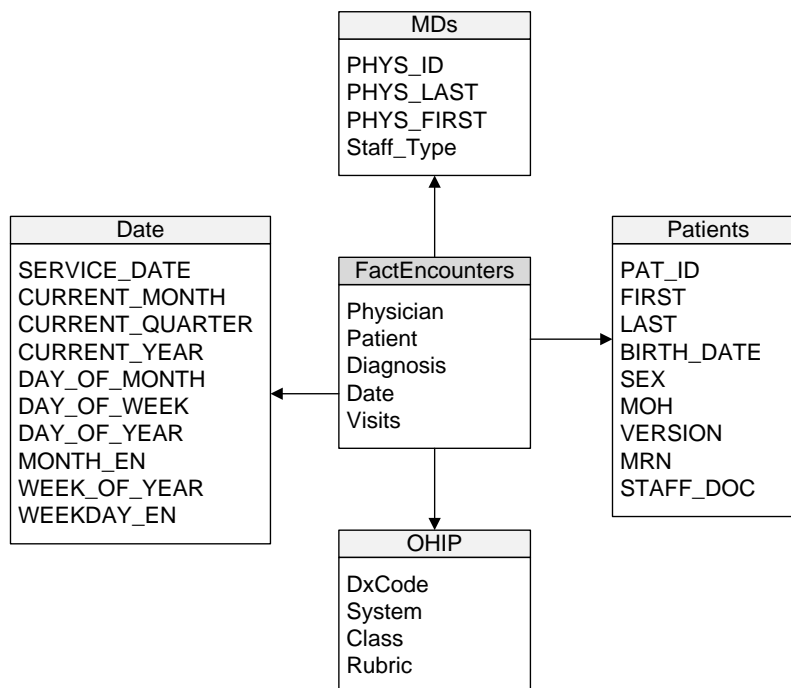 MDs
PHYS_ID
PHYS_LAST
PHYS_FIRST
Staff_Type
Date
SERVICE_DATE
CURRENT_MONTH
CURRENT_QUARTER
CURRENT_YEAR
DAY_OF_MONTH
DAY_OF_WEEK
DAY_OF_YEAR
MONTH_EN
WEEK_OF_YEAR
WEEKDAY_EN
FactEncounters
Physician
Patient
Diagnosis
Date
Visits
Patients
PAT_ID
FIRST
LAST
BIRTH_DATE
SEX
MOH
VERSION
MRN
STAFF_DOC
OHIP
DxCode
System
Class
Rubric